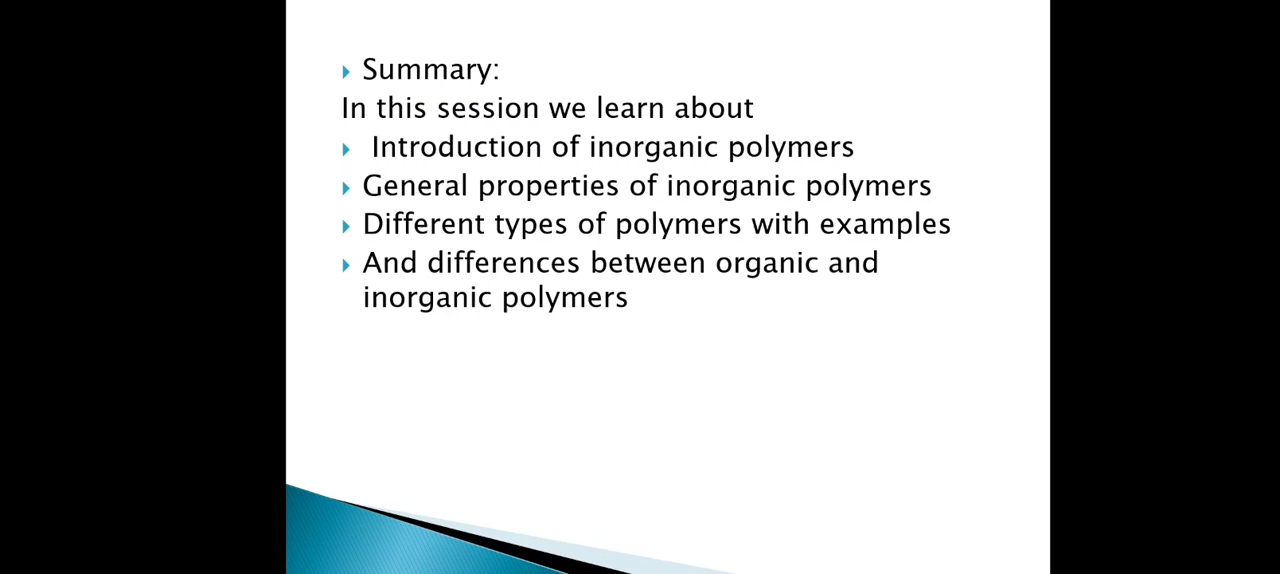 Summary:
In this session we learn about
Introduction of inorganic polymers
General properties of inorganic polymers
Different types of polymers with examples
And differences between organic and
inorganic polymers